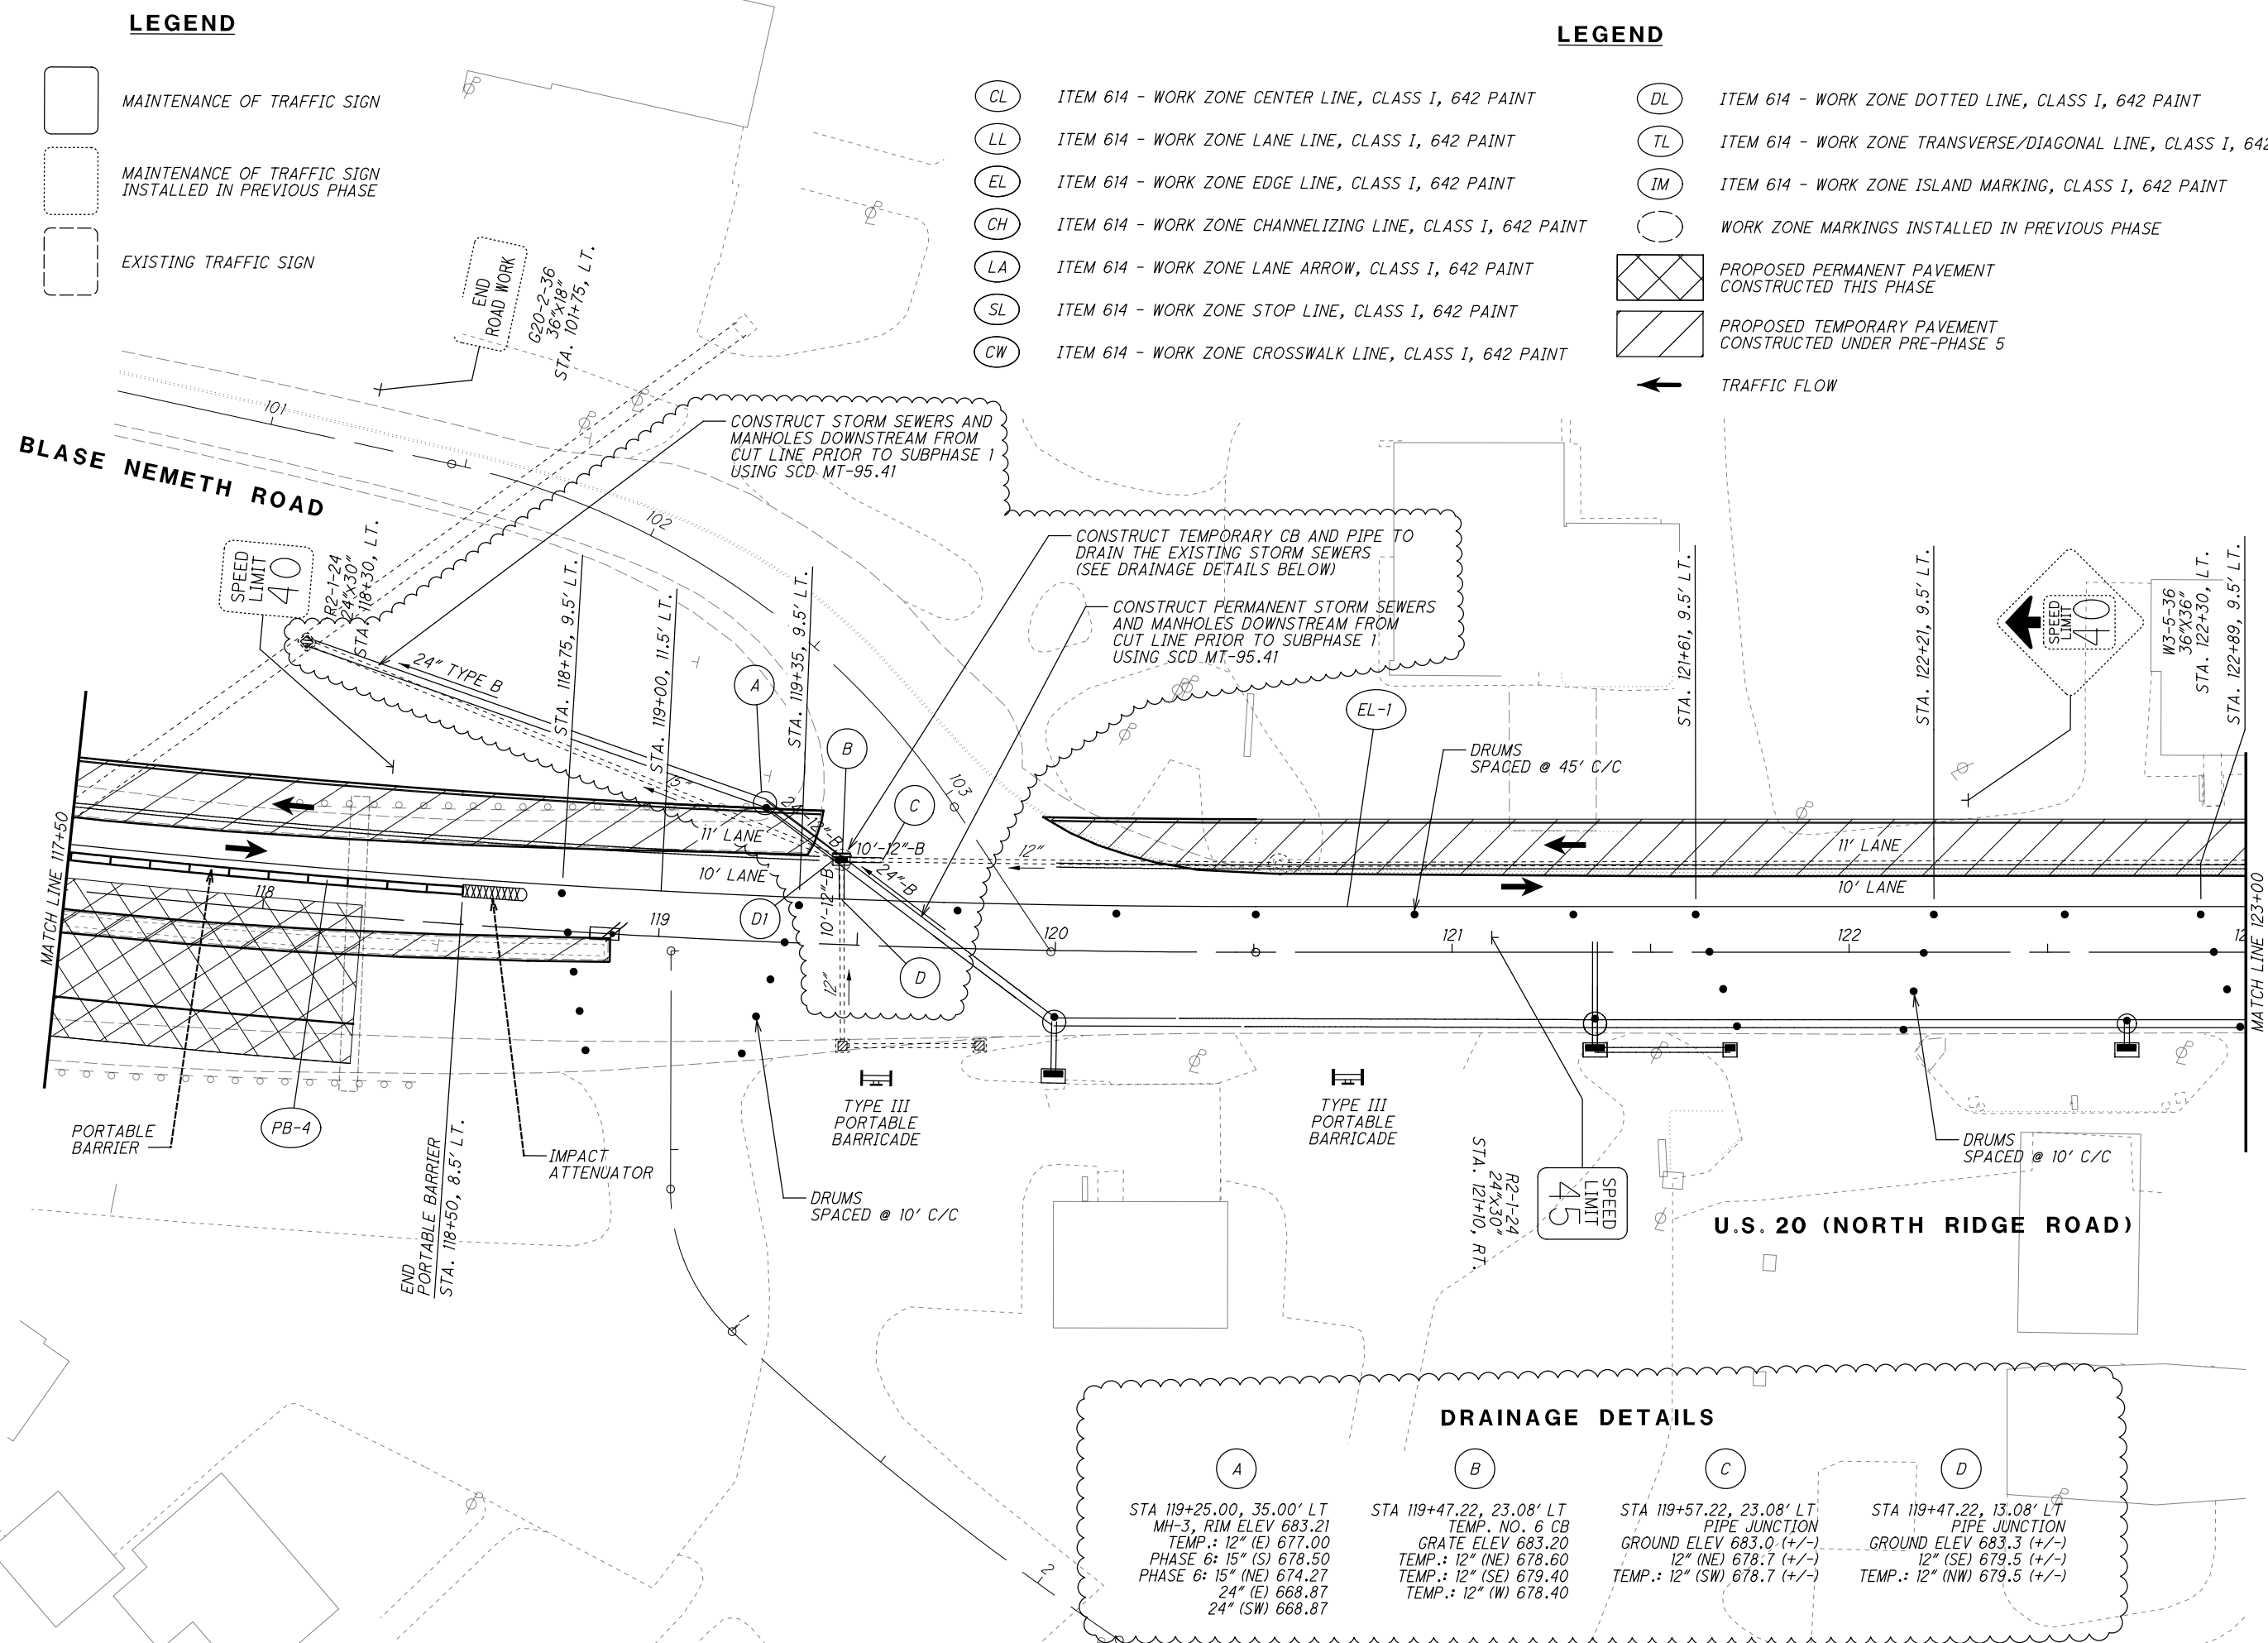 LEGEND
MAINTENANCE OF TRAFFIC SIGN
MAINTENANCE OF TRAFFIC SIGN
INSTALLED IN PREVIOUS PHASE
EXISTING TRAFFIC SIGN
LEGEND
CL ITEM 614 - WORK ZONE CENTER LINE, CLASS I, 642 PAINT
LL ITEM 614 - WORK ZONE LANE LINE, CLASS I, 642 PAINT
EL ITEM 614 - WORK ZONE EDGE LINE, CLASS I, 642 PAINT
CH ITEM 614 - WORK ZONE CHANNELIZING LINE, CLASS I, 642 PAINT
LA ITEM 614 - WORK ZONE LANE ARROW, CLASS I, 642 PAINT
SL ITEM 614 - WORK ZONE STOP LINE, CLASS I, 642 PAINT
CW ITEM 614 - WORK ZONE CROSSWALK LINE, CLASS I, 642 PAINT
DL ITEM 614 - WORK ZONE DOTTED LINE, CLASS I, 642 PAINT
TL ITEM 614 - WORK ZONE TRANSVERSE/DIAGONAL LINE, CLASS I, 642
IM ITEM 614 - WORK ZONE ISLAND MARKING, CLASS I, 642 PAINT
WORK ZONE MARKINGS INSTALLED IN PREVIOUS PHASE
PROPOSED PERMANENT PAVEMENT
CONSTRUCTED THIS PHASE
PROPOSED TEMPORARY PAVEMENT
CONSTRUCTED UNDER PRE-PHASE 5
TRAFFIC FLOW
END
ROAD WORK
G20-2-36
36"x18"
STA. 101+75, LT.
101
BLASE NEMETH ROAD
102
103
CONSTRUCT STORM SEWERS AND
MANHOLES DOWNSTREAM FROM
CUT LINE PRIOR TO SUBPHASE 1
USING SCD MT-95.41
CONSTRUCT TEMPORARY CB AND PIPE TO
DRAIN THE EXISTING STORM SEWERS
(SEE DRAINAGE DETAILS BELOW)
CONSTRUCT PERMANENT STORM SEWERS
AND MANHOLES DOWNSTREAM FROM
CUT LINE PRIOR TO SUBPHASE 1
USING SCD MT-95.41
SPEED
LIMIT
40
R2-1-24
24"x30"
STA. 118+30, LT.
24" TYPE B
STA. 118+75, 9.5' LT.
STA. 119+00, 11.5' LT.
STA. 119+35, 9.5' LT.
A
B
C
EL-1
DRUMS
SPACED @ 45' C/C
STA. 121+61, 9.5' LT.
STA. 122+21, 9.5' LT.
SPEED
LIMIT
40
W3-5-36
36"X36"
STA. 122+30, LT.
STA. 122+89, 9.5' LT.
MATCH LINE 117+50
11' LANE
10' LANE
10'-12"-B
10'-12"-B
24"-B
12"
12"
11' LANE
10' LANE
D1
D
118
119
120
121
122
MATCH LINE 123+00
PORTABLE
BARRIER
PB-4
END
PORTABLE BARRIER
STA. 118+50, 8.5' LT.
IMPACT
ATTENUATOR
TYPE III
PORTABLE
BARRICADE
DRUMS
SPACED @ 10' C/C
TYPE III
PORTABLE
BARRICADE
SPEED
LIMIT
45
R2-1-24
24"x30"
STA. 121+10, RT.
DRUMS
SPACED @ 10' C/C
U.S. 20 (NORTH RIDGE ROAD)
1
2
DRAINAGE DETAILS
A
STA 119+25.00, 35.00' LT
MH-3, RIM ELEV 683.21
TEMP.: 12" (E) 677.00
PHASE 6: 15" (S) 678.50
PHASE 6: 15" (NE) 674.27
24" (E) 668.87
24" (SW) 668.87
B
STA 119+47.22, 23.08' LT
TEMP. NO. 6 CB
GRATE ELEV 683.20
TEMP.: 12" (NE) 678.60
TEMP.: 12" (SE) 679.40
TEMP.: 12" (W) 678.40
C
STA 119+57.22, 23.08' LT
PIPE JUNCTION
GROUND ELEV 683.0 (+/-)
12" (NE) 678.7 (+/-)
TEMP.: 12" (SW) 678.7 (+/-)
D
STA 119+47.22, 13.08' LT
PIPE JUNCTION
GROUND ELEV 683.3 (+/-)
12" (SE) 679.5 (+/-)
TEMP.: 12" (NW) 679.5 (+/-)